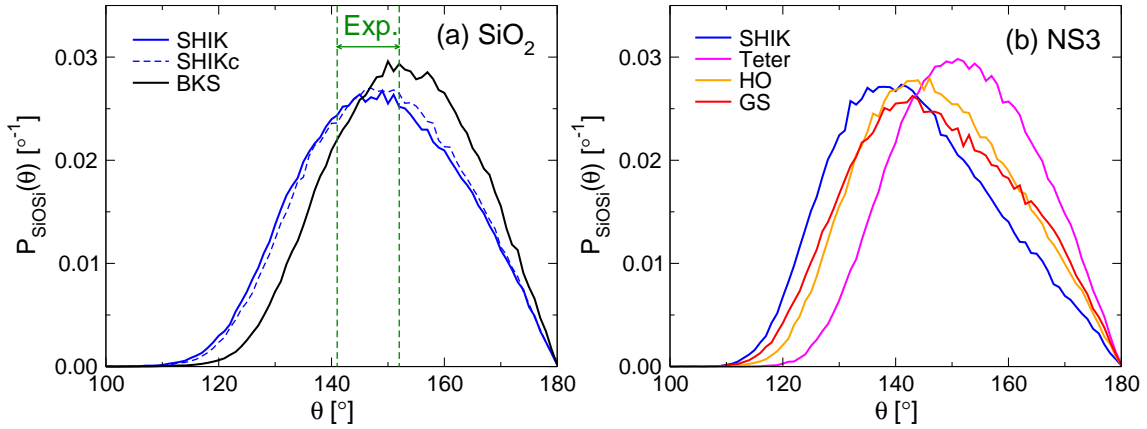 Exp.
(a) SiO₂
SHIK
SHIKc
BKS
P_SiOSi(θ) [°⁻¹]
0.03
0.02
0.01
0.00
100 120 140 160 180
θ [°]
(b) NS3
SHIK
Teter
HO
GS
P_SiOSi(θ) [°⁻¹]
0.03
0.02
0.01
0.00
100 120 140 160 180
θ [°]